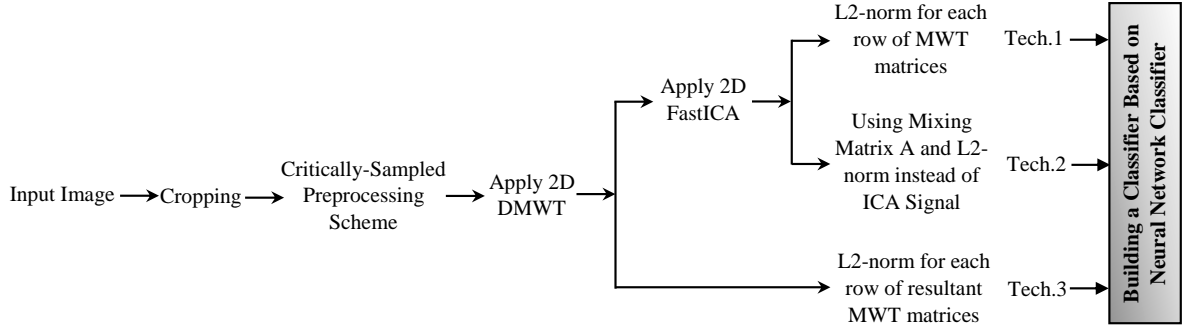 Input Image
Cropping
Critically-Sampled
Preprocessing
Scheme
Apply 2D
DMWT
Apply 2D
FastICA
L2-norm for each
row of MWT
matrices
Tech.1
Using Mixing
Matrix A and L2-
norm instead of
ICA Signal
Tech.2
L2-norm for each
row of resultant
MWT matrices
Tech.3
Building a Classifier Based on
Neural Network Classifier